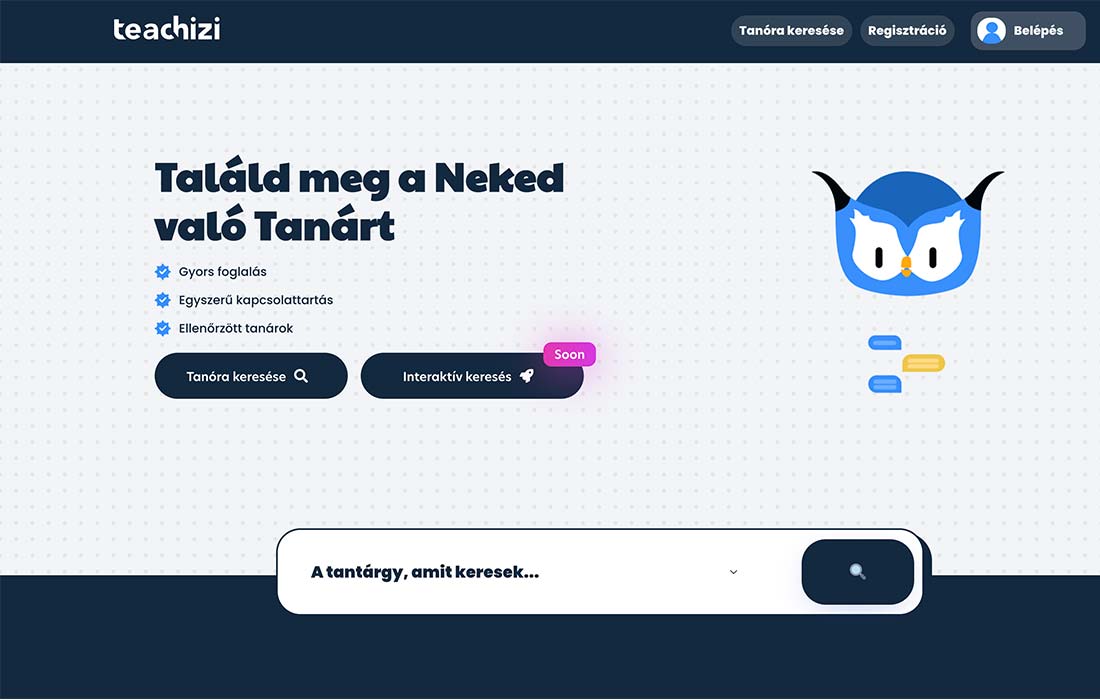 teachizi
Tanóra keresése
Regisztráció
Belépés
Találd meg a Neked
való Tanárt
Gyors foglalás
Egyszerű kapcsolattartás
Ellenőrzött tanárok
Tanóra keresése
Interaktív keresés
Soon
A tantárgy, amit keresek...